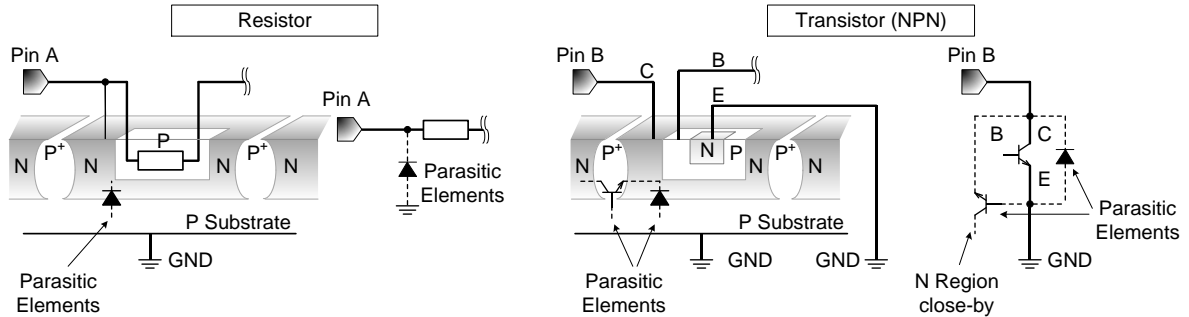 Resistor
Transistor (NPN)
Pin A
Pin A
N
P+
N
P
N
P+
N
Parasitic
Elements
P Substrate
GND
Parasitic
Elements
Pin B
C
B
E
N
P+
N
N
P
N
P+
N
P Substrate
GND
GND
Parasitic
Elements
Pin B
B
C
E
Parasitic
Elements
GND
N Region
close-by